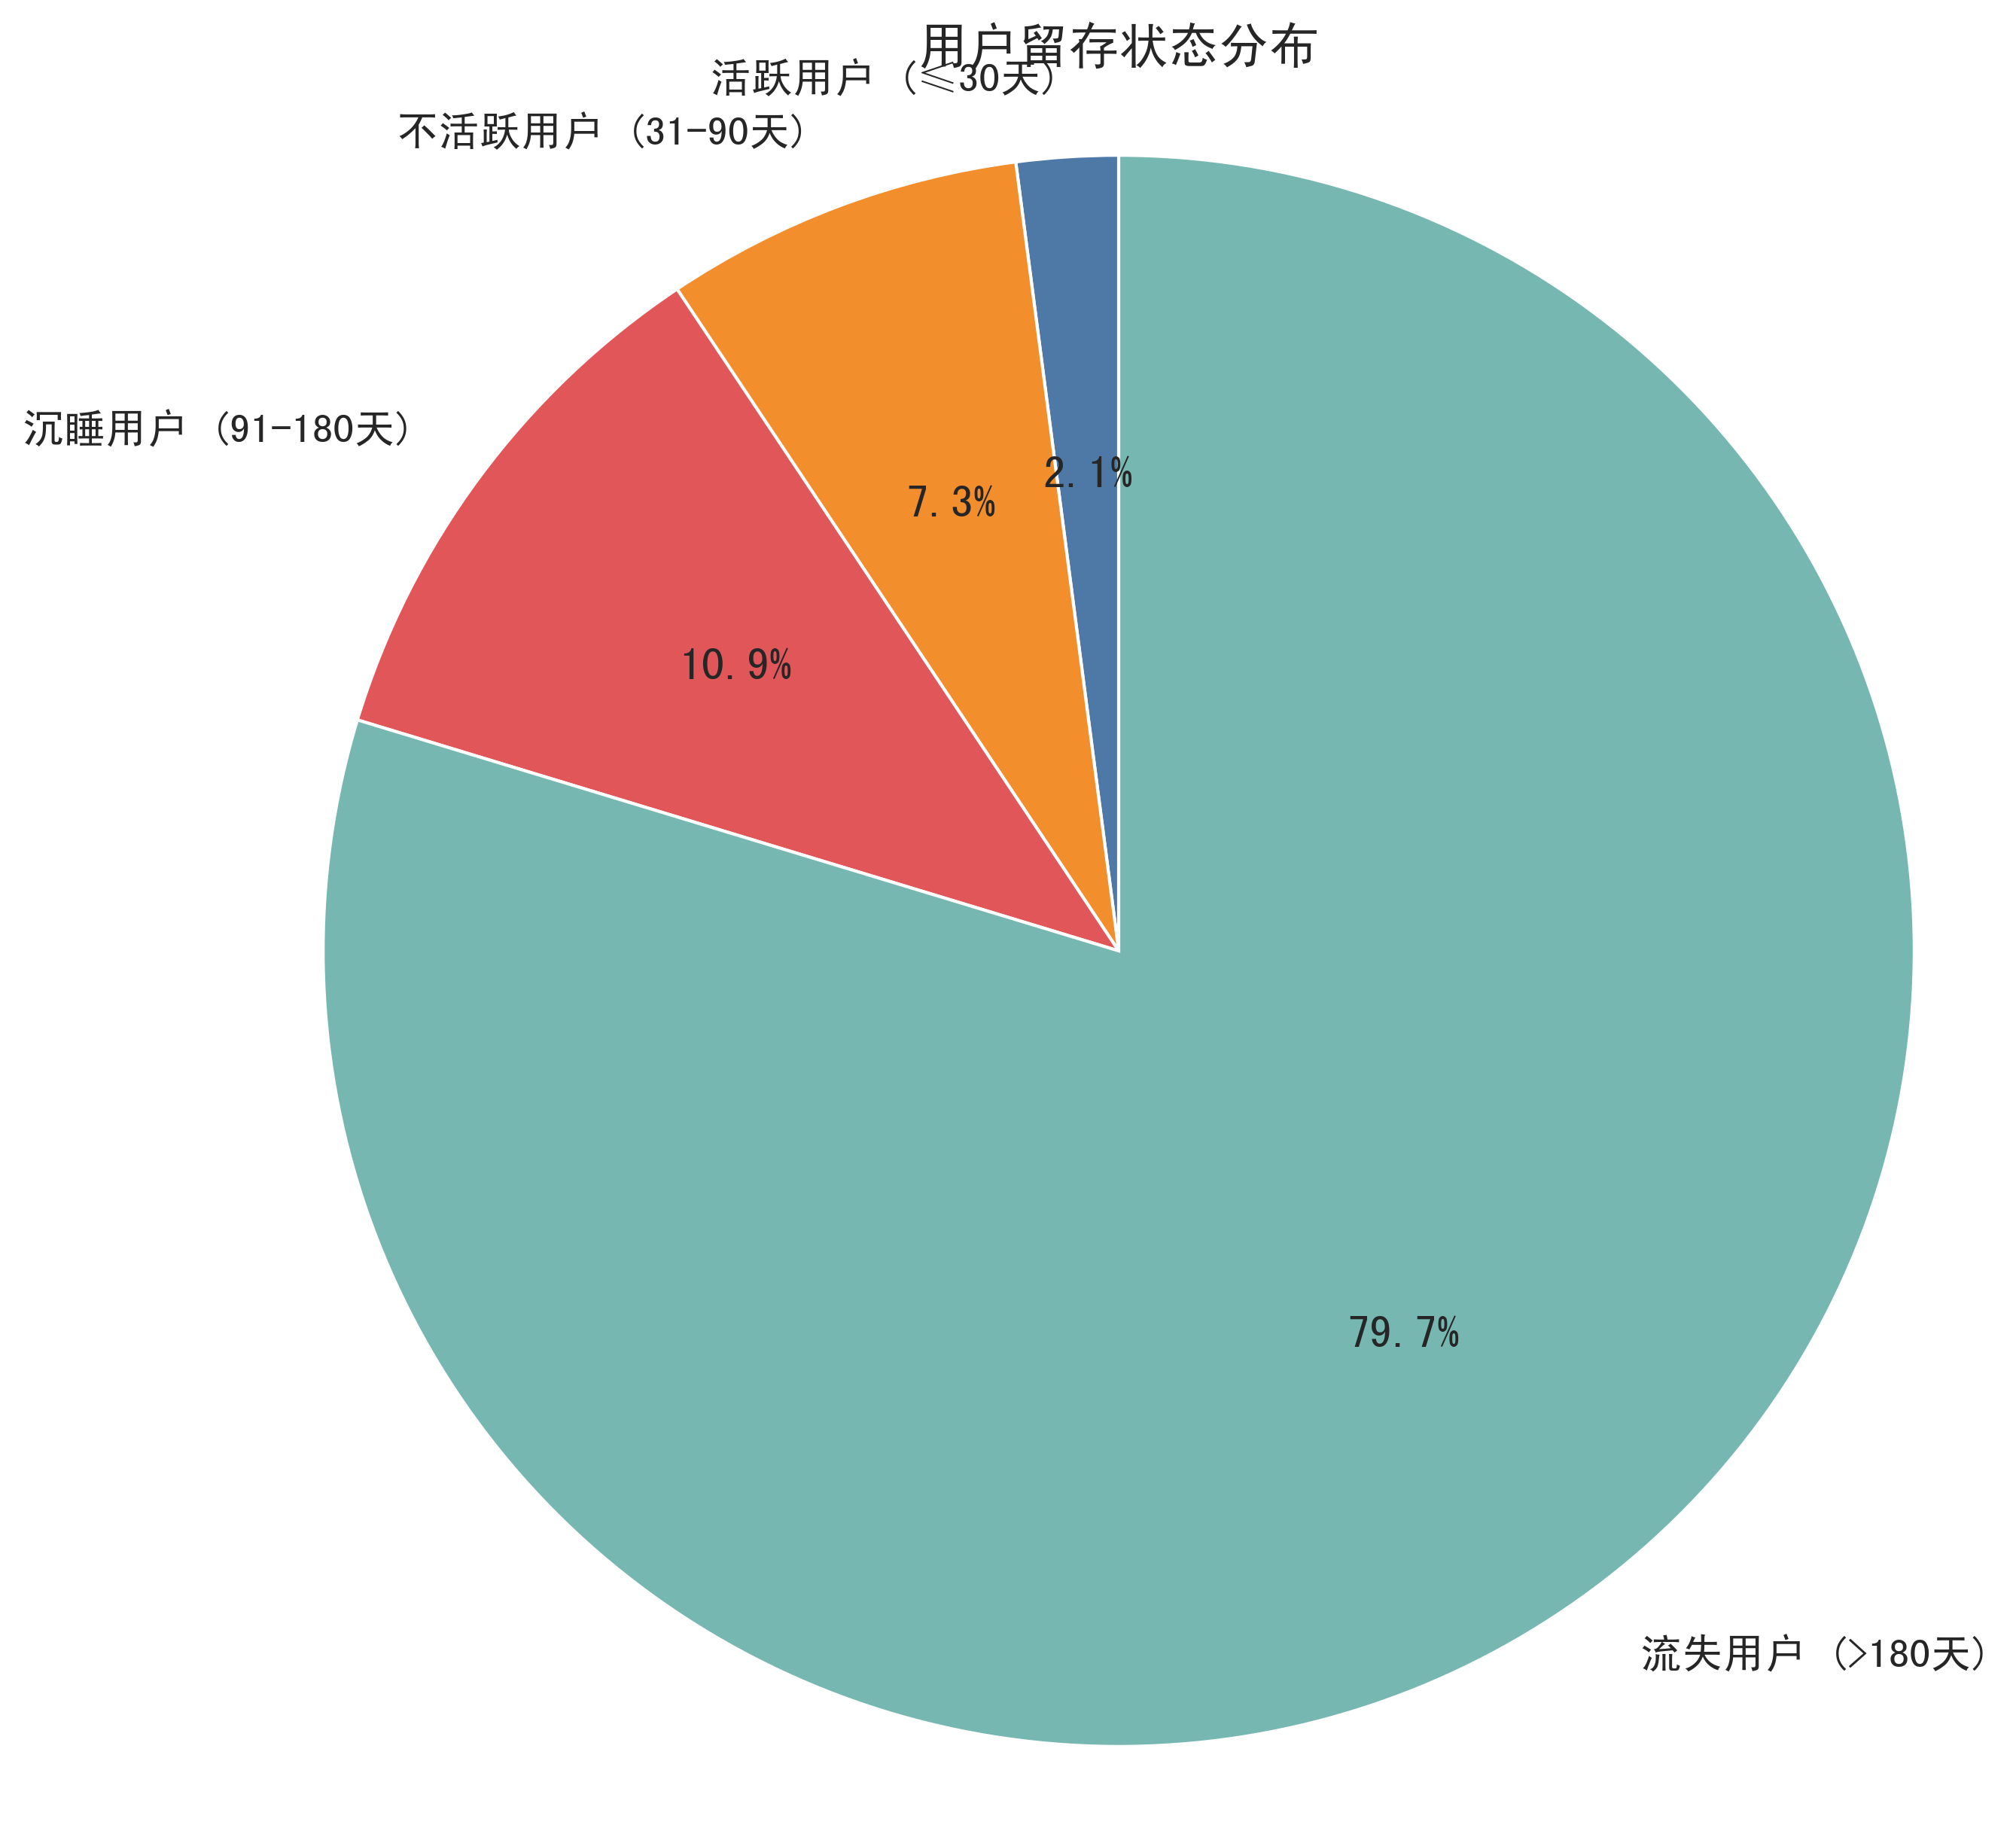 用户留存状态分布
活跃用户 (≤30天)
不活跃用户 (31-90天)
沉睡用户 (91-180天)
2.1%
7.3%
10.9%
79.7%
流失用户 (>180天)